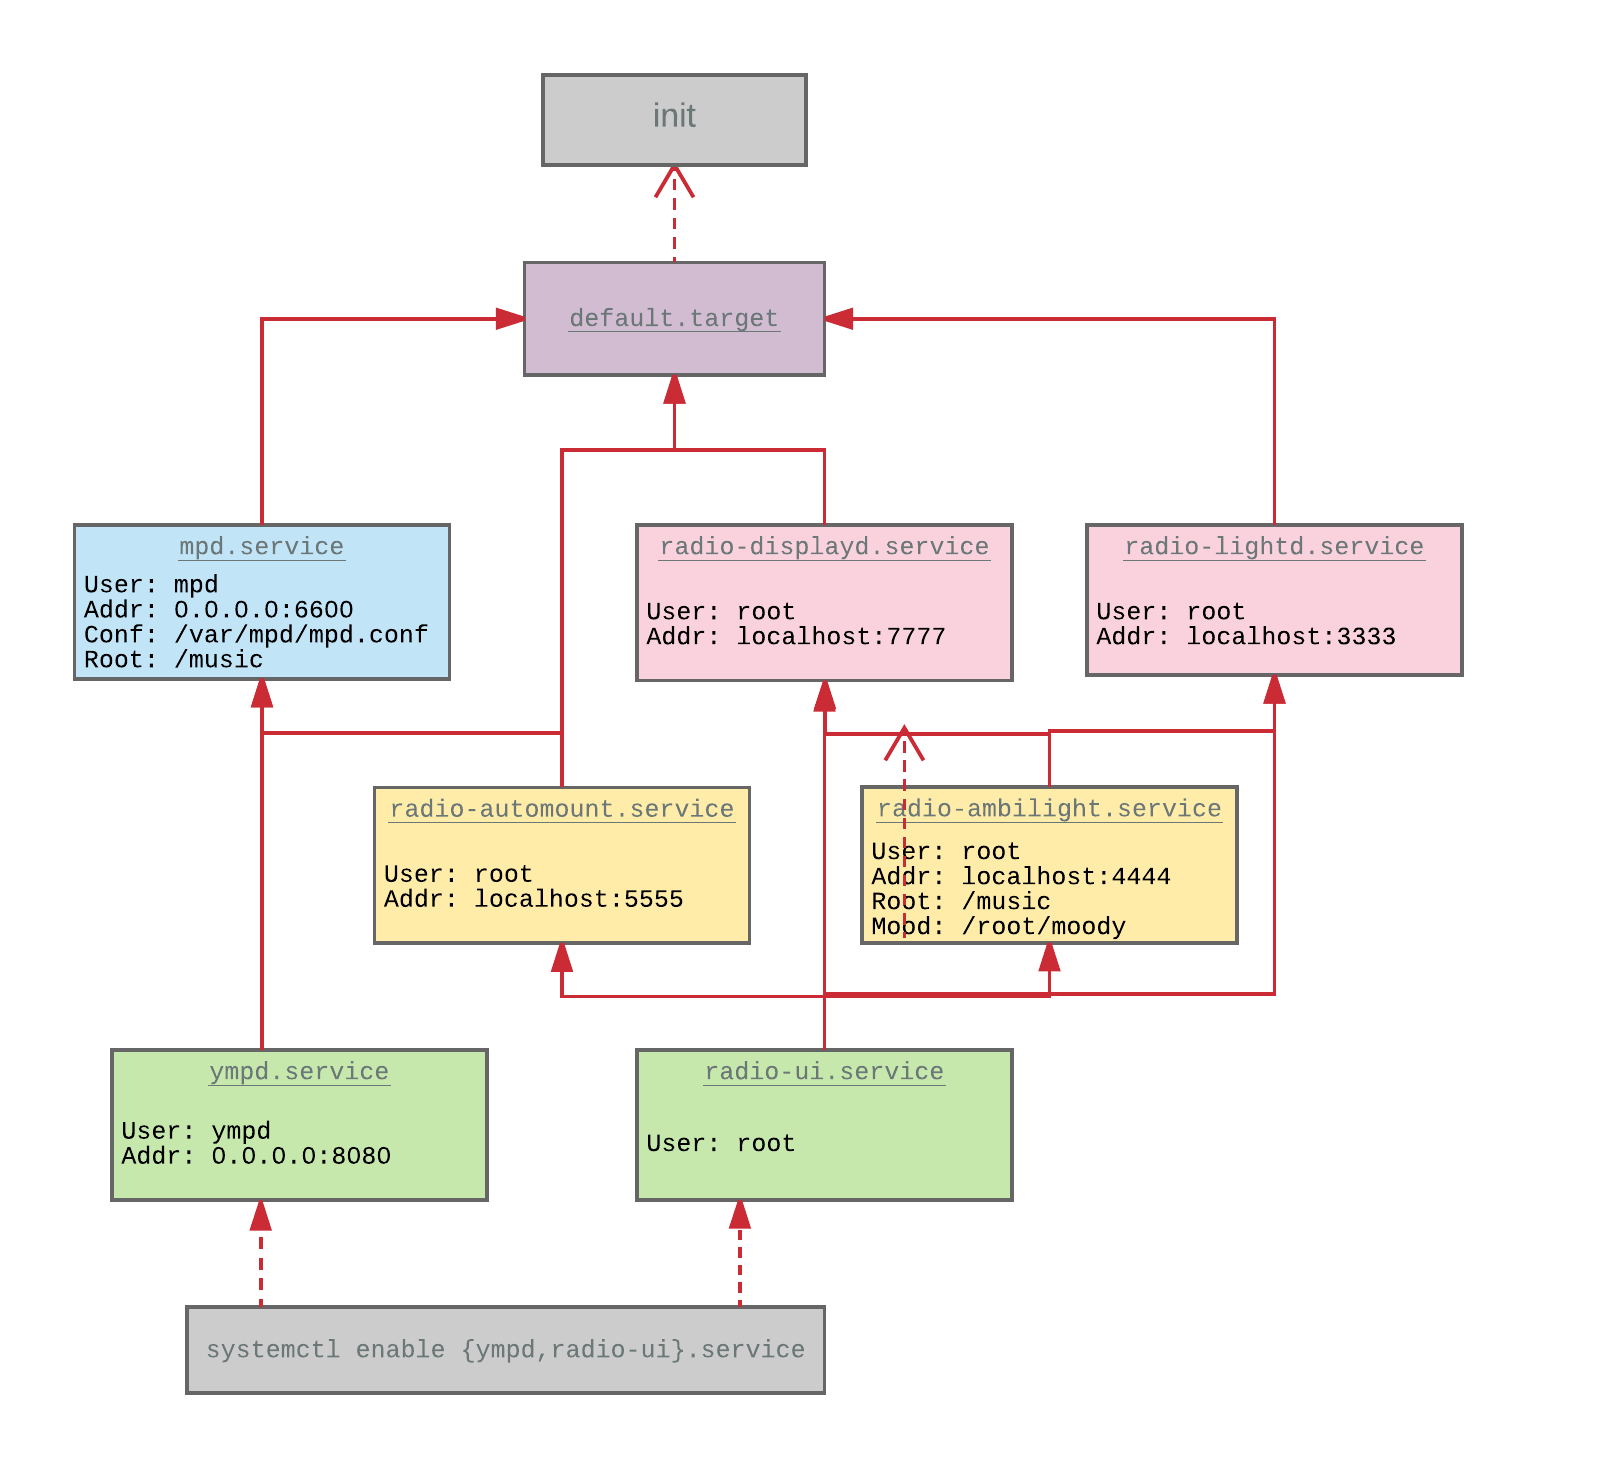 init
default.target
mpd.service
User: mpd
Addr: 0.0.0.0:6600
Conf: /var/mpd/mpd.conf
Root: /music
radio-displayd.service
User: root
Addr: localhost:7777
radio-lightd.service
User: root
Addr: localhost:3333
radio-automount.service
User: root
Addr: localhost:5555
radio-ambilight.service
User: root
Addr: localhost:4444
Root: /music
Mood: /root/moody
ympd.service
User: ympd
Addr: 0.0.0.0:8080
radio-ui.service
User: root
systemctl enable {ympd,radio-ui}.service